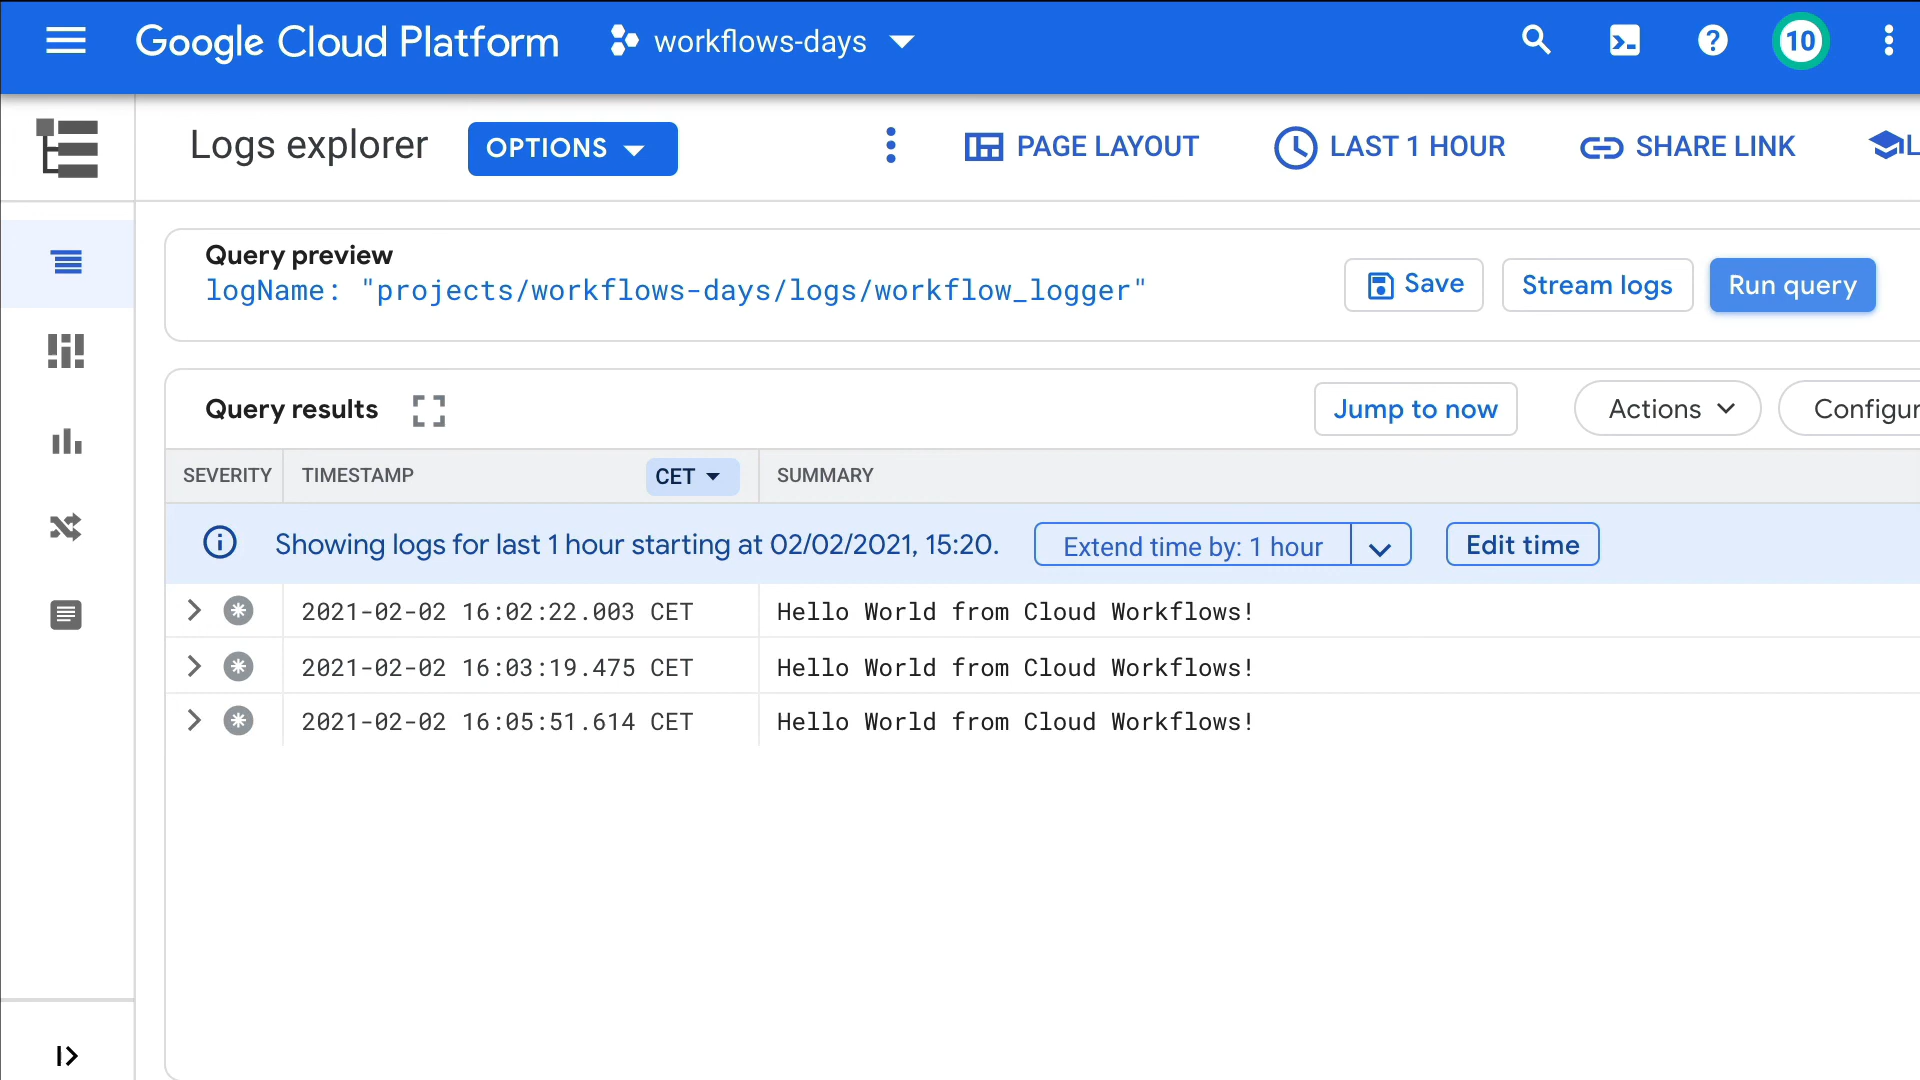 Google Cloud Platform workflows-days 10
Logs explorer OPTIONS PAGE LAYOUT LAST 1 HOUR SHARE LINK L
Query preview
logName: "projects/workflows-days/logs/workflow_logger" Save Stream logs Run query
Query results Jump to now Actions Configur
SEVERITY TIMESTAMP CET SUMMARY
Showing logs for last 1 hour starting at 02/02/2021, 15:20. Extend time by: 1 hour Edit time
2021-02-02 16:02:22.003 CET Hello World from Cloud Workflows!
2021-02-02 16:03:19.475 CET Hello World from Cloud Workflows!
2021-02-02 16:05:51.614 CET Hello World from Cloud Workflows!